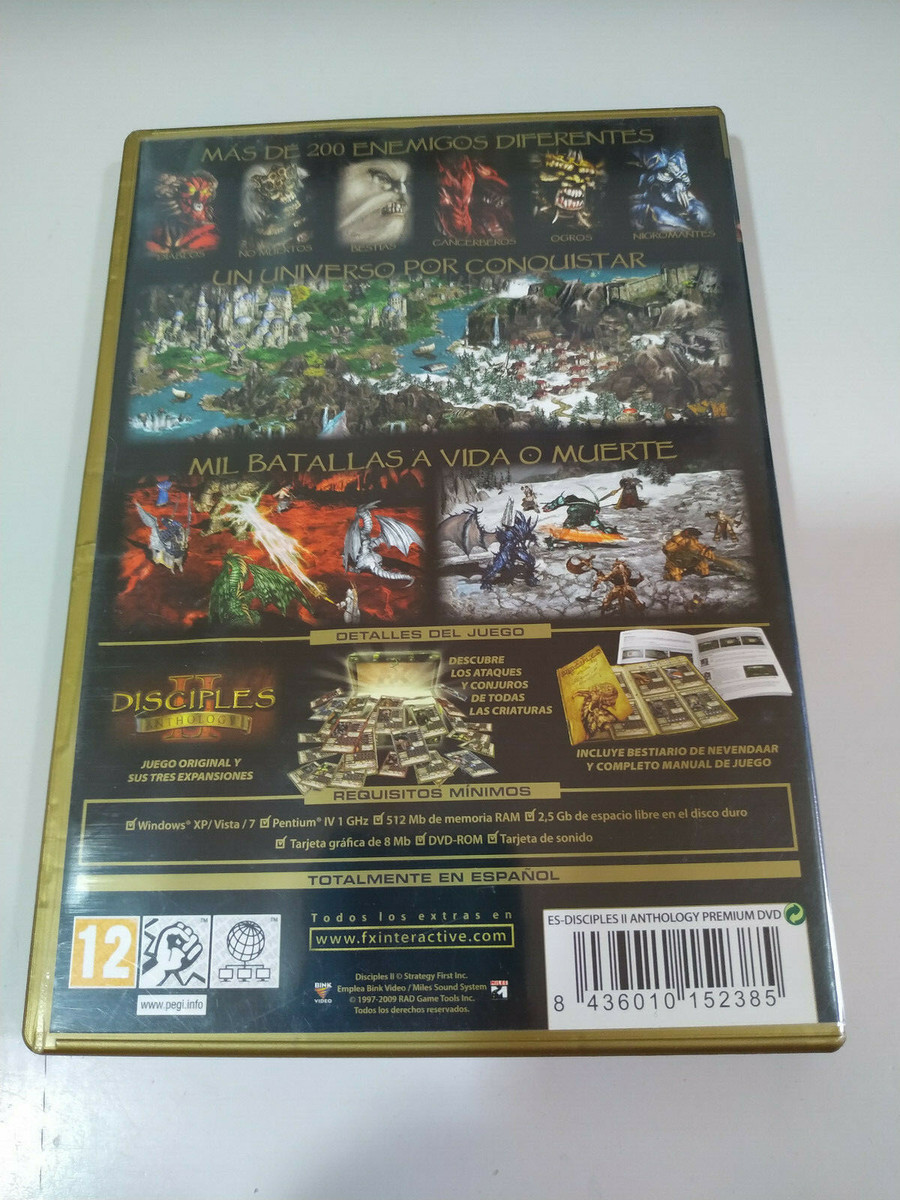 MÁS DE 200 ENEMIGOS DIFERENTES
DIABLOS NO MUERTOS BESTIAS CANCERBEROS OGROS NIGROMANTES
UN UNIVERSO POR CONQUISTAR
MIL BATALLAS A VIDA O MUERTE
DETALLES DEL JUEGO
DISCIPLES
II
ANTHOLOGY
JUEGO ORIGINAL Y
SUS TRES EXPANSIONES
DESCUBRE
LOS ATAQUES
Y CONJUROS
DE TODAS
LAS CRIATURAS
INCLUYE BESTIARIO DE NEVENDAAR
Y COMPLETO MANUAL DE JUEGO
REQUISITOS MÍNIMOS
Windows® XP/ Vista / 7 Pentium® IV 1 GHz 512 Mb de memoria RAM 2,5 Gb de espacio libre en el disco duro
Tarjeta gráfica de 8 Mb DVD-ROM Tarjeta de sonido
TOTALMENTE EN ESPAÑOL
12
www.pegi.info
Todos los extras en
www.fxinteractive.com
BINK
VIDEO
Disciples II © Strategy First Inc.
Emplea Bink Video / Miles Sound System
© 1997-2009 RAD Game Tools Inc.
Todos los derechos reservados.
MILES
ES-DISCIPLES II ANTHOLOGY PREMIUM DVD
8 436010 152385